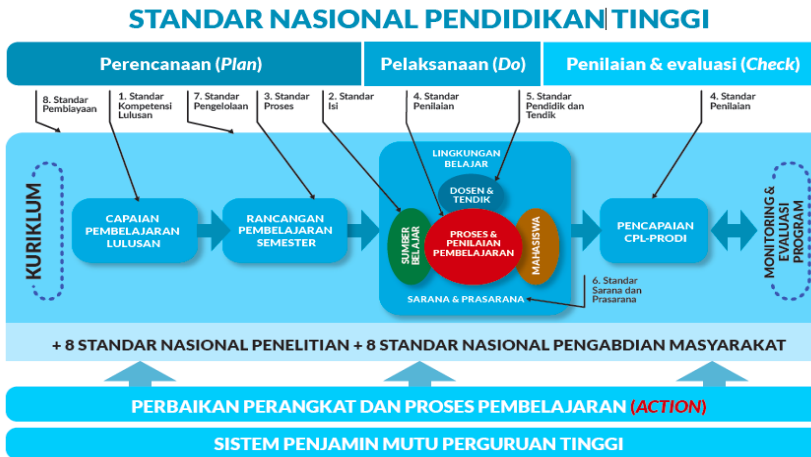 STANDAR NASIONAL PENDIDIKAN TINGGI
Perencanaan (Plan)
Pelaksanaan (Do)
Penilaian & evaluasi (Check)
8. Standar
Pembiayaan
1. Standar
Kompetensi
Lulusan
7. Standar
Pengelolaan
3. Standar
Proses
2. Standar
Isi
4. Standar
Penilaian
5. Standar
Pendidik dan
Tendik
4. Standar
Penilaian
KURIKLUM
CAPAIAN
PEMBELAJARAN
LULUSAN
RANCANGAN
PEMBELAJARAN
SEMESTER
LINGKUNGAN
BELAJAR
DOSEN &
TENDIK
SUMBER
BELAJAR
PROSES &
PENILAIAN
PEMBELAJARAN
MAHASISWA
SARANA & PRASARANA
6. Standar
Sarana dan
Prasarana
PENCAPAIAN
CPL-PRODI
MONITORING &
EVALUASI
PROGRAM
+ 8 STANDAR NASIONAL PENELITIAN + 8 STANDAR NASIONAL PENGABDIAN MASYARAKAT
PERBAIKAN PERANGKAT DAN PROSES PEMBELAJARAN (ACTION)
SISTEM PENJAMIN MUTU PERGURUAN TINGGI